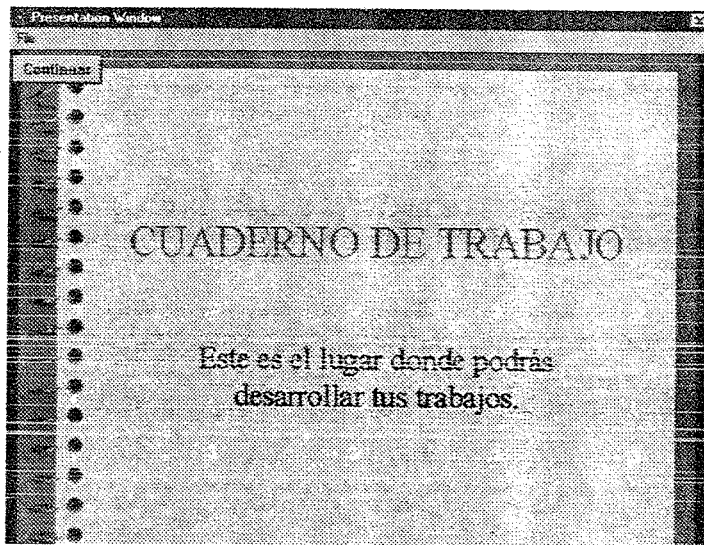 Presentation Window
File
Continuar
CUADERNO DE TRABAJO
Este es el lugar donde podrás
desarrollar tus trabajos.